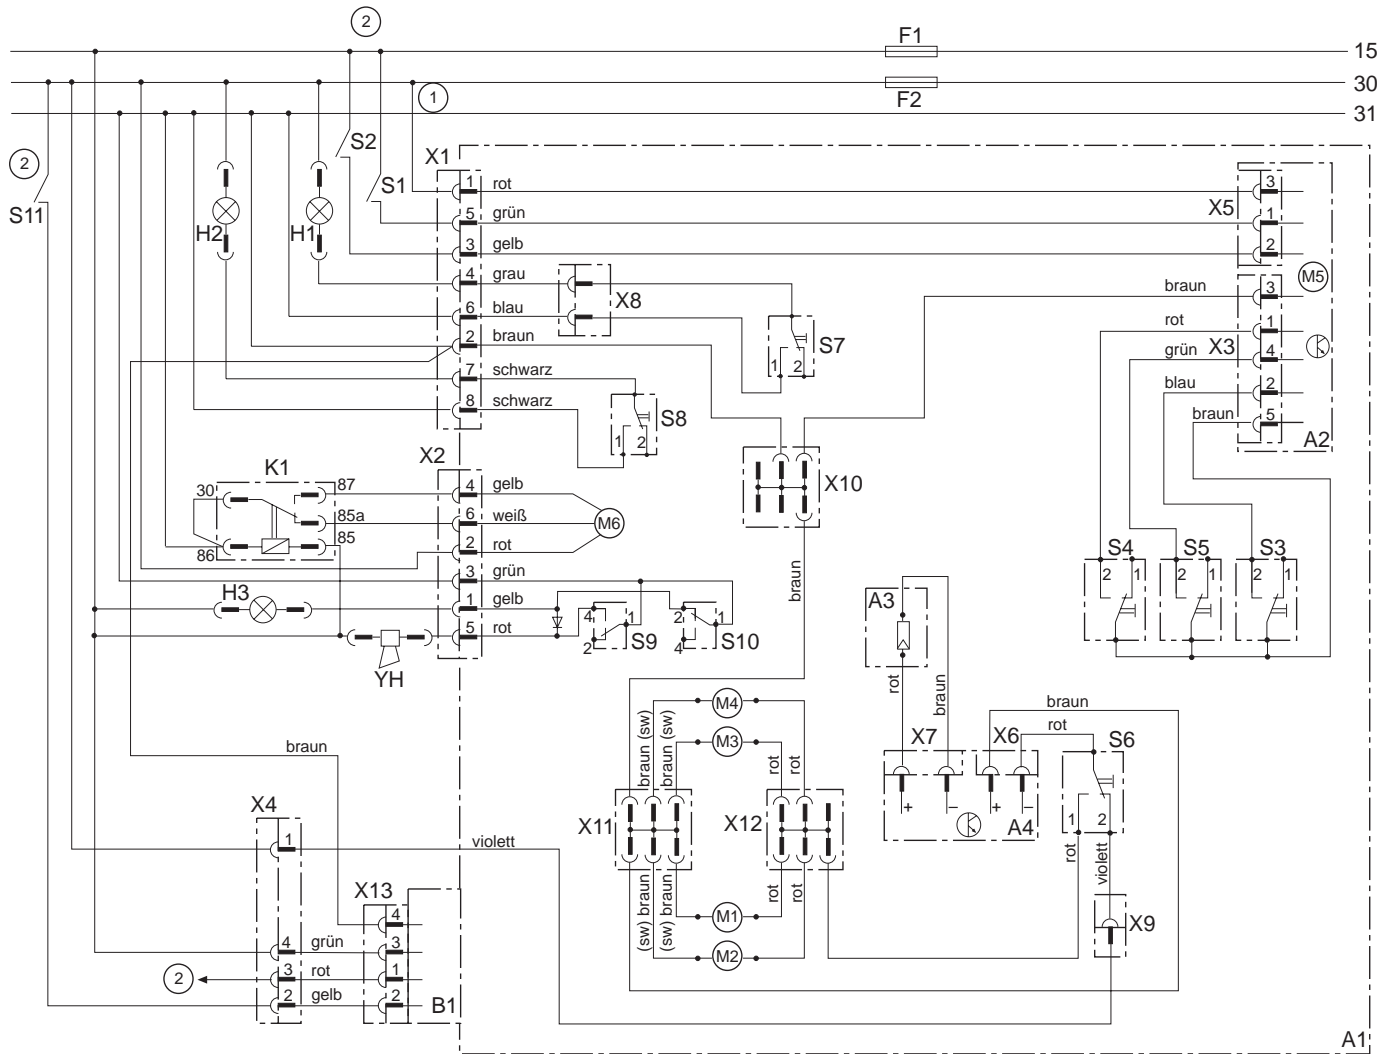 2
F1
15
30
F2
1
31
2
S2
X1
S1
S11
H2
H1
1 rot
5 grün
3 gelb
4 grau
6 blau
2 braun
7 schwarz
8 schwarz
X5
3
1
2
M5
X8
braun 3
rot 1
grün X3 4
blau 2
braun 5
A2
S7
1 2
S8
1 2
X10
K1
30
87
85a
85
86
X2
4 gelb
6 weiß
2 rot
3 grün
1 gelb
5 rot
M6
H3
YH
4
1
2
S9
2
1
4
S10
braun
S4
2 1
S5
2 1
S3
2 1
A3
rot
braun
M4
M3
braun (sw)
braun (sw)
rot
rot
X11
X12
(sw) braun
(sw) braun
rot
rot
M1
M2
X7
X6
braun
rot
S6
+ − + −
A4
1 2
rot
violett
X9
braun
X4
1
violett
X13
4
4 grün 3
2
3 rot 1
2 gelb 2
B1
A1